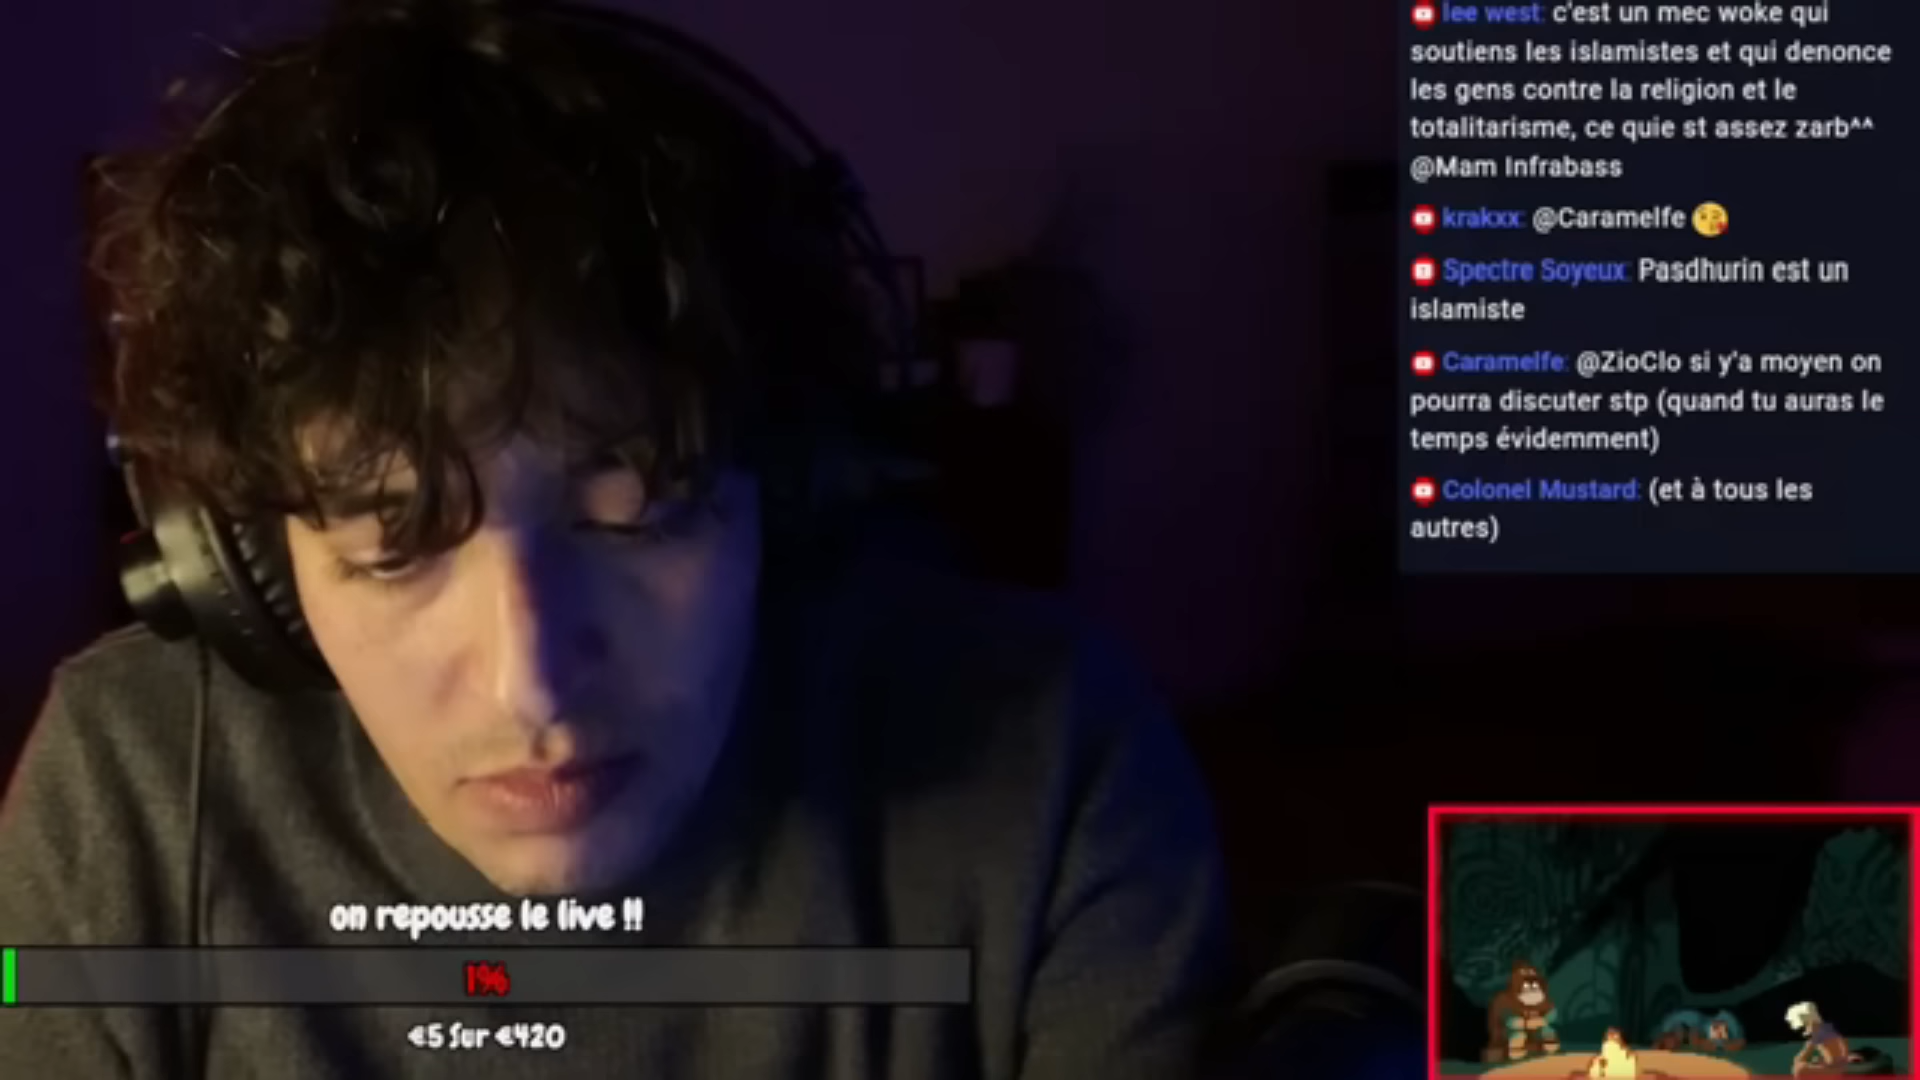 lee west: c'est un mec woke qui
soutiens les islamistes et qui denonce
les gens contre la religion et le
totalitarisme, ce quie st assez zarb^^
@Mam Infrabass
krakxx: @Caramelfe 😘
Spectre Soyeux: Pasdhurin est un
islamiste
Caramelfe: @ZioClo si y'a moyen on
pourra discuter stp (quand tu auras le
temps évidemment)
Colonel Mustard: (et à tous les
autres)
on repousse le live !!
1%
€5 sur €420